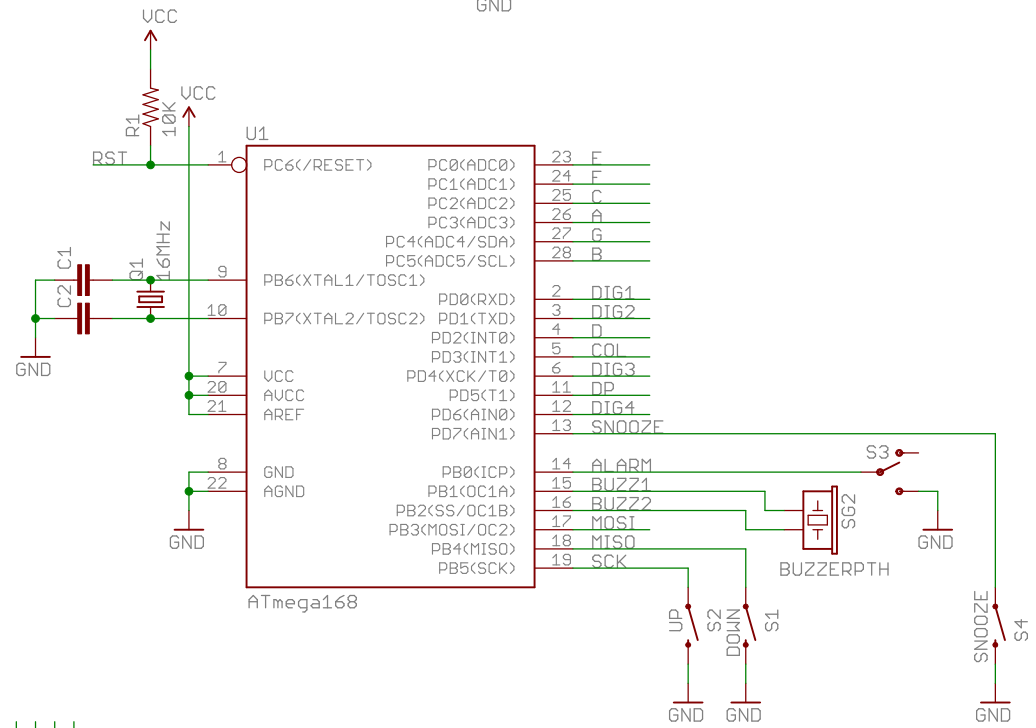 GND
VCC
VCC
R1
10K
RST
U1
1
PC6(/RESET)
C1
C2
Q1
16MHz
9
PB6(XTAL1/TOSC1)
10
PB7(XTAL2/TOSC2)
GND
7
VCC
20
AVCC
21
AREF
8
GND
22
AGND
GND
ATmega168
PC0(ADC0) 23 E
PC1(ADC1) 24 F
PC2(ADC2) 25 C
PC3(ADC3) 26 A
PC4(ADC4/SDA) 27 G
PC5(ADC5/SCL) 28 B
PD0(RXD) 2 DIG1
PD1(TXD) 3 DIG2
PD2(INT0) 4 D
PD3(INT1) 5 COL
PD4(XCK/T0) 6 DIG3
PD5(T1) 11 DP
PD6(AIN0) 12 DIG4
PD7(AIN1) 13 SNOOZE
PB0(ICP) 14 ALARM
PB1(OC1A) 15 BUZZ1
PB2(SS/OC1B) 16 BUZZ2
PB3(MOSI/OC2) 17 MOSI
PB4(MISO) 18 MISO
PB5(SCK) 19 SCK
S3
GND
SG2
BUZZERPTH
UP
S2
GND
DOWN
S1
GND
SNOOZE
S4
GND